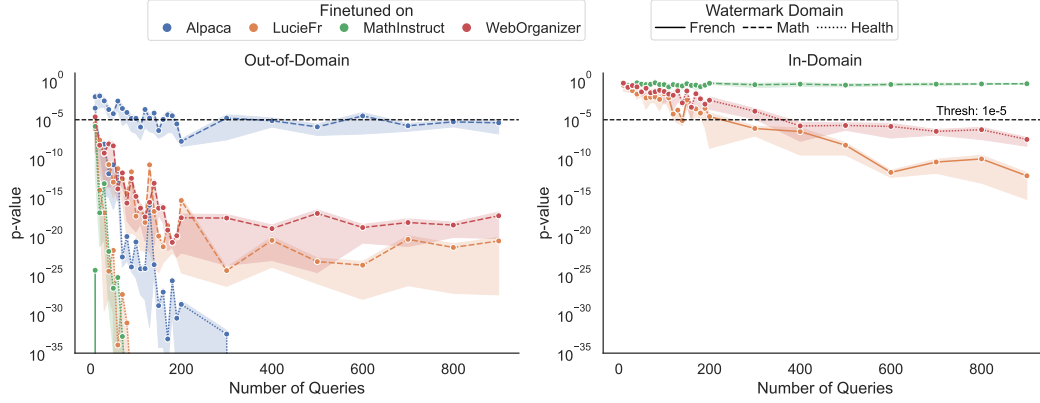 Finetuned on
Alpaca LucieFr MathInstruct WebOrganizer
Watermark Domain
French Math Health
Out-of-Domain
p-value
10^0
10^−5
10^−10
10^−15
10^−20
10^−25
10^−30
10^−35
0 200 400 600 800
Number of Queries
In-Domain
p-value
10^0
10^−5
10^−10
10^−15
10^−20
10^−25
10^−30
10^−35
Thresh: 1e-5
0 200 400 600 800
Number of Queries